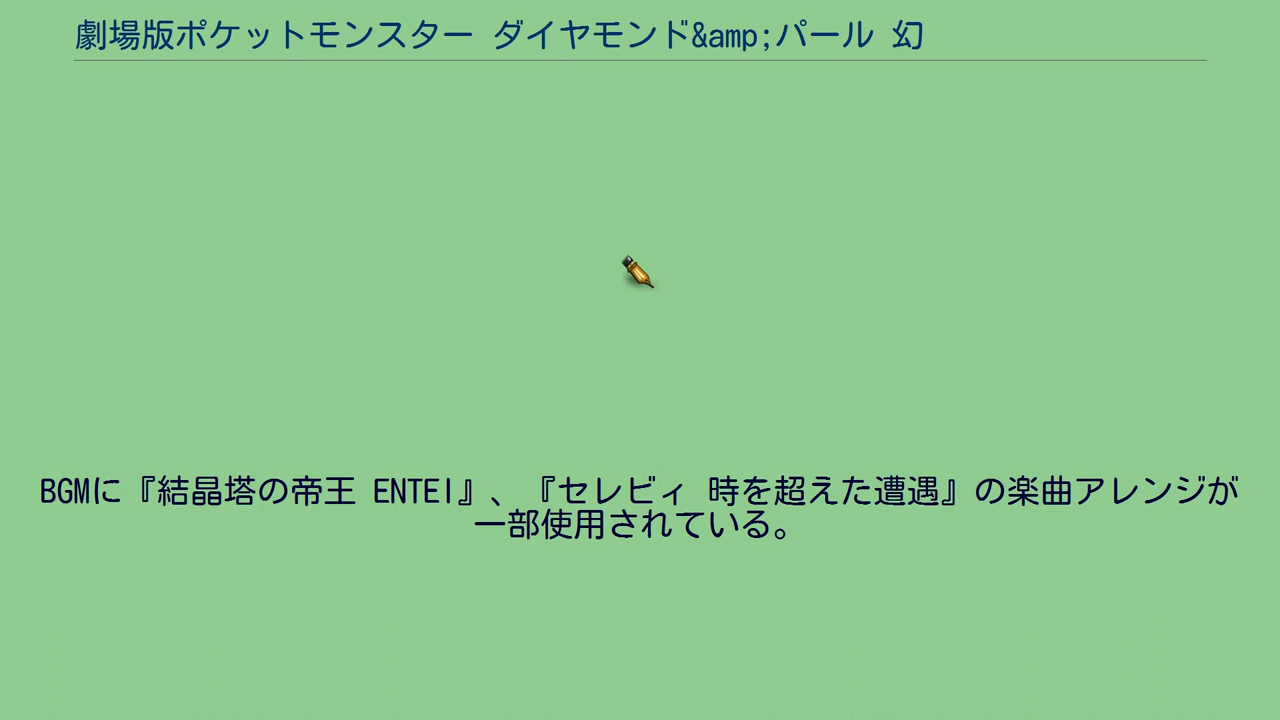 劇場版ポケットモンスター ダイヤモンド&amp;パール 幻
BGMに『結晶塔の帝王 ENTEI』、『セレビィ 時を超えた遭遇』の楽曲アレンジが
一部使用されている。